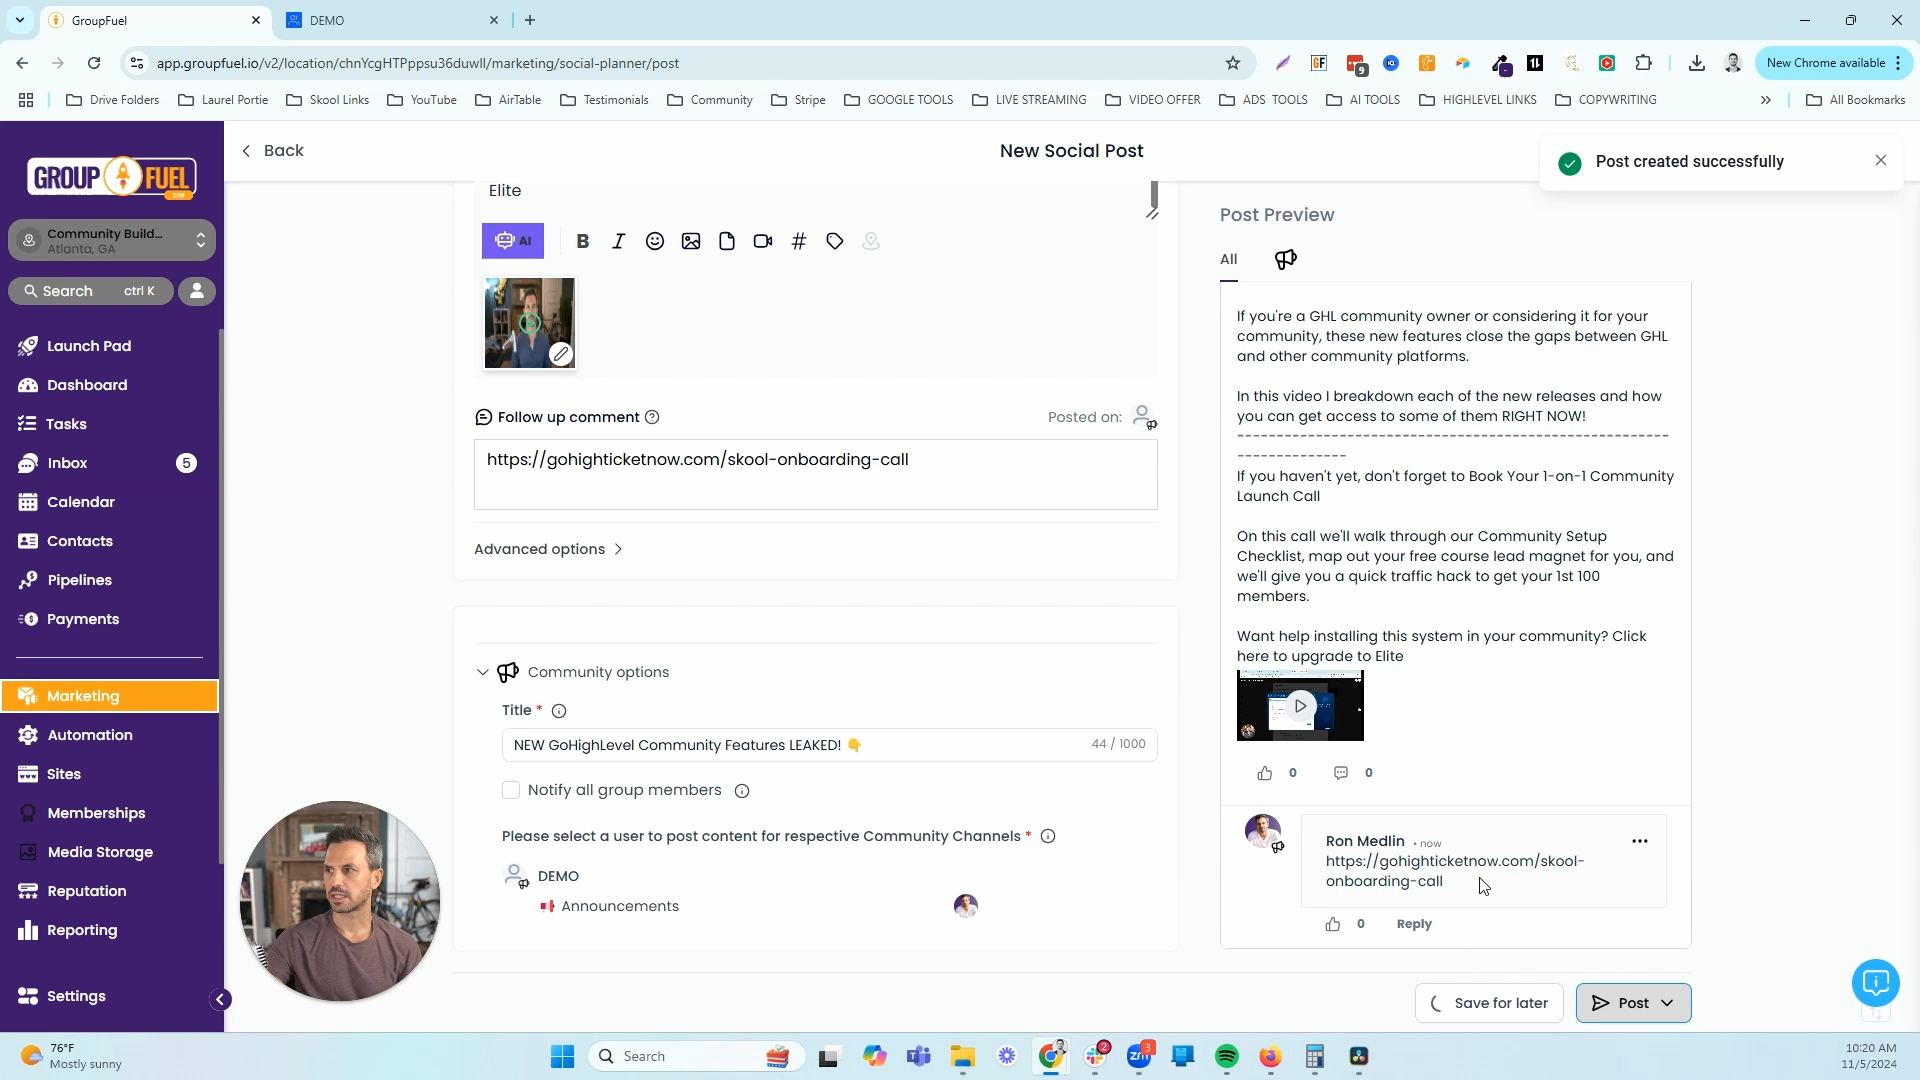 GroupFuel
DEMO
app.groupfuel.io/v2/location/chnYcgHTPppsu36duwll/marketing/social-planner/post
New Chrome available
Drive Folders
Laurel Portie
Skool Links
YouTube
AirTable
Testimonials
Community
Stripe
GOOGLE TOOLS
LIVE STREAMING
VIDEO OFFER
ADS TOOLS
AI TOOLS
HIGHLEVEL LINKS
COPYWRITING
All Bookmarks
GROUP FUEL
Community Build...
Atlanta, GA
Search ctrl K
Launch Pad
Dashboard
Tasks
Inbox 5
Calendar
Contacts
Pipelines
Payments
Marketing
Automation
Sites
Memberships
Media Storage
Reputation
Reporting
Settings
Back
New Social Post
Post created successfully
Elite
AI
Follow up comment
Posted on:
https://gohighticketnow.com/skool-onboarding-call
Advanced options
Community options
Title *
NEW GoHighLevel Community Features LEAKED! 👇 44 / 1000
Notify all group members
Please select a user to post content for respective Community Channels *
DEMO
Announcements
Post Preview
All
If you're a GHL community owner or considering it for your
community, these new features close the gaps between GHL
and other community platforms.
In this video I breakdown each of the new releases and how
you can get access to some of them RIGHT NOW!
------------------------------------------------------
--------------
If you haven't yet, don't forget to Book Your 1-on-1 Community
Launch Call
On this call we'll walk through our Community Setup
Checklist, map out your free course lead magnet for you, and
we'll give you a quick traffic hack to get your 1st 100
members.
Want help installing this system in your community? Click
here to upgrade to Elite
0 0
Ron Medlin • now
https://gohighticketnow.com/skool-
onboarding-call
0 Reply
Save for later
Post
76°F
Mostly sunny
Search
2
3
10:20 AM
11/5/2024